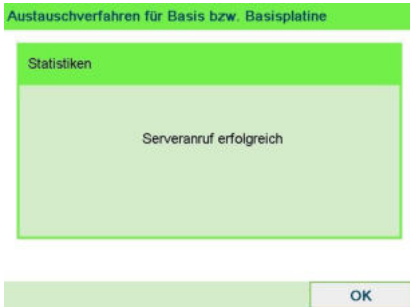 Austauschverfahren für Basis bzw. Basisplatine
Statistiken
Serveranruf erfolgreich
OK